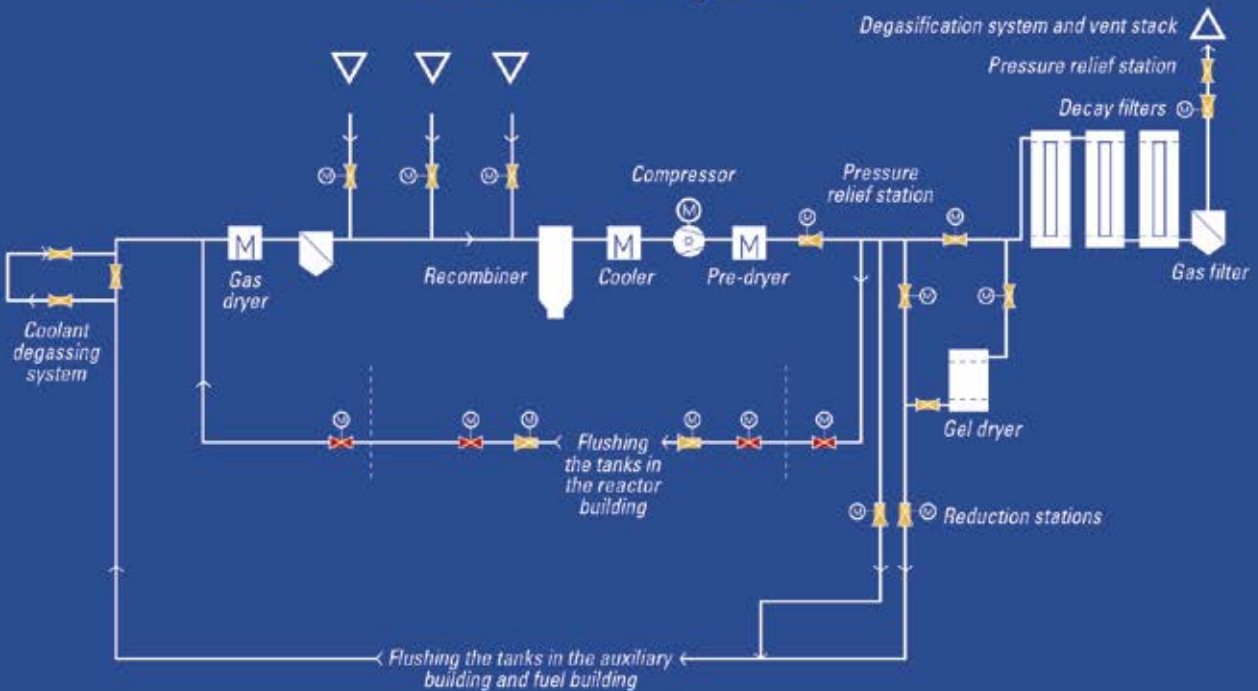 Degasification system and vent stack
Pressure relief station
Decay filters
M
M
M
M
Compressor
M
Pressure
relief station
M
M
M
Gas
dryer
Recombiner
M
Cooler
M
Pre-dryer
Gas filter
Coolant
degassing
system
M
M
Gel dryer
M
M
M
M
M
M
Flushing
the tanks in
the reactor
building
M
M
Reduction stations
Flushing the tanks in the auxiliary
building and fuel building